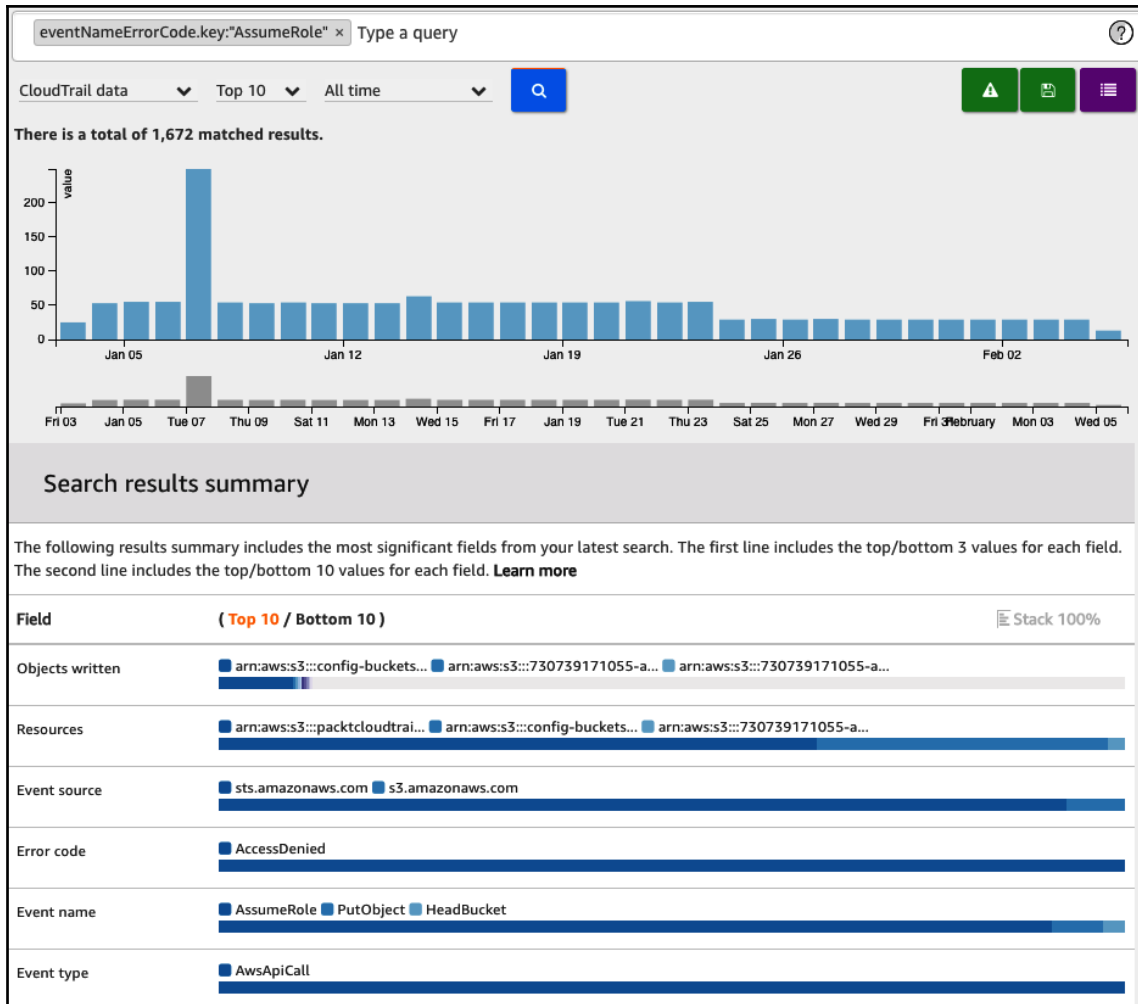 eventNameErrorCode.key:"AssumeRole" × Type a query ?
CloudTrail data Top 10 All time
There is a total of 1,672 matched results.
value
200
150
100
50
0
Jan 05 Jan 12 Jan 19 Jan 26 Feb 02
Fri 03 Jan 05 Tue 07 Thu 09 Sat 11 Mon 13 Wed 15 Fri 17 Jan 19 Tue 21 Thu 23 Sat 25 Mon 27 Wed 29 Fri Mon 03 Wed 05
Search results summary
The following results summary includes the most significant fields from your latest search. The first line includes the top/bottom 3 values for each field.
The second line includes the top/bottom 10 values for each field. Learn more
Field ( Top 10 / Bottom 10 ) Stack 100%
Objects written arn:aws:s3:::config-buckets... arn:aws:s3:::730739171055-a... arn:aws:s3:::730739171055-a...
Resources arn:aws:s3:::packtcloudtrai... arn:aws:s3:::config-buckets... arn:aws:s3:::730739171055-a...
Event source sts.amazonaws.com s3.amazonaws.com
Error code AccessDenied
Event name AssumeRole PutObject HeadBucket
Event type AwsApiCall